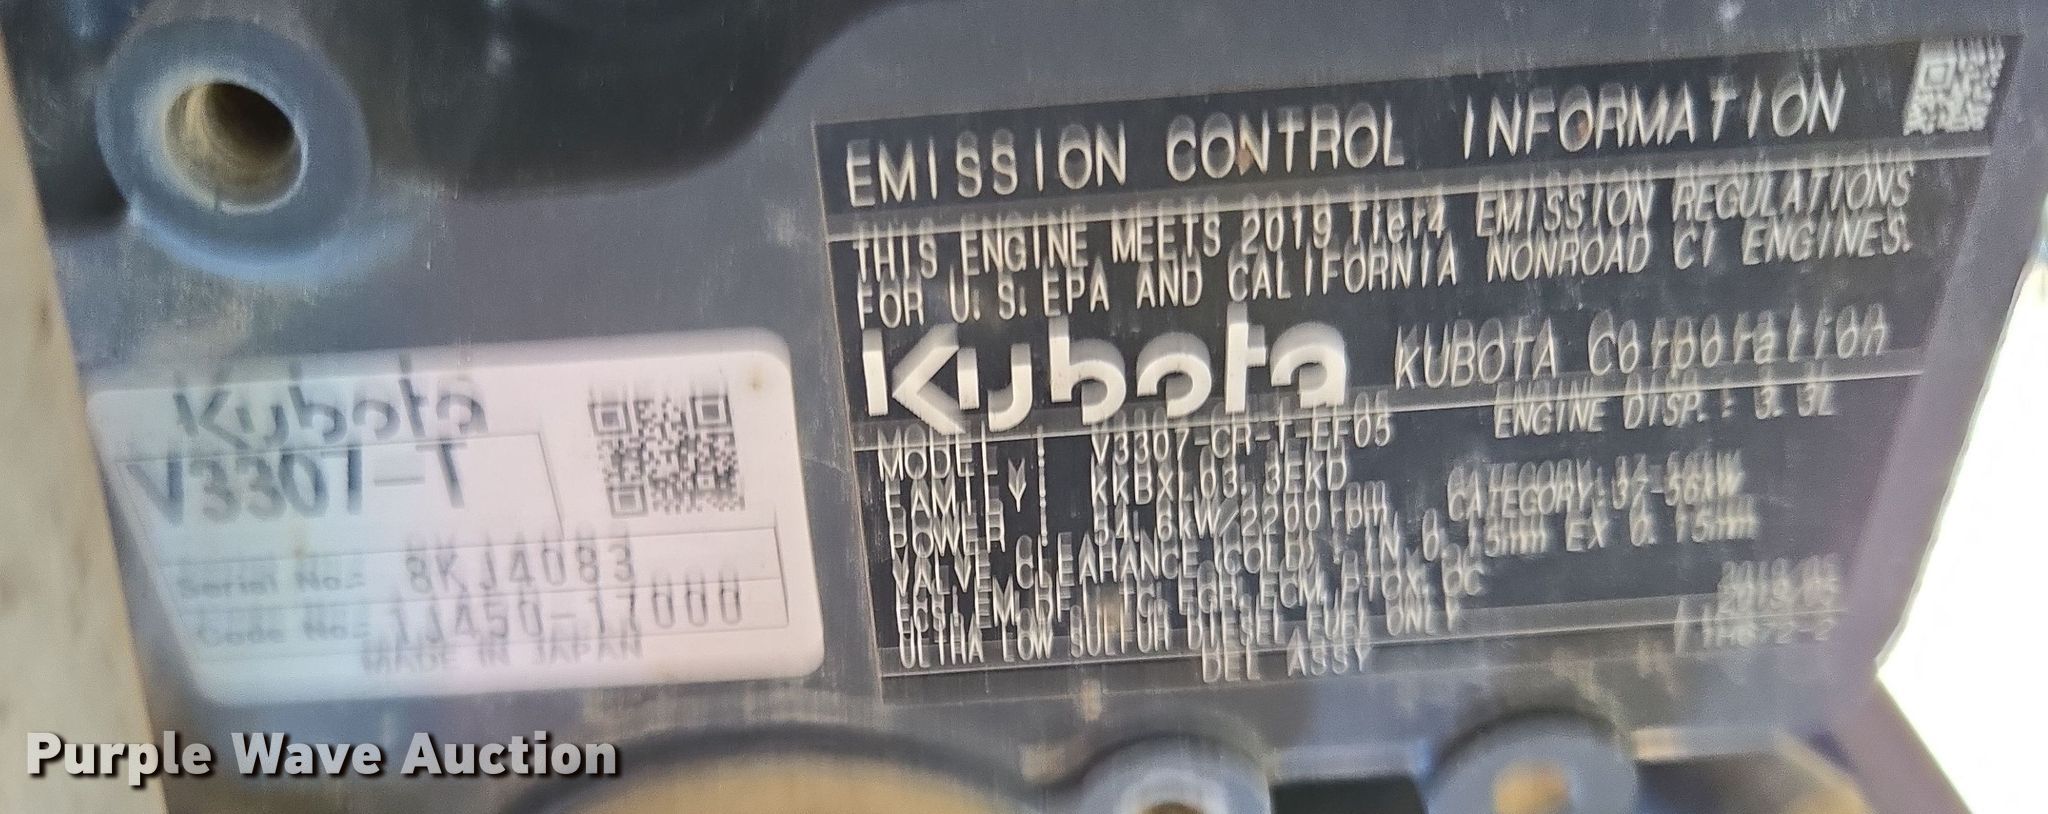 Kubota
V3307-T
Serial No.= 8KJ4083
Code No.= 1J450-17000
MADE IN JAPAN
EMISSION CONTROL INFORMATION
THIS ENGINE MEETS 2019 Tier4 EMISSION REGULATIONS
FOR U.S. EPA AND CALIFORNIA NONROAD CI ENGINES.
Kubota KUBOTA Corporation
MODEL : V3307-CR-T-EF05 ENGINE DISP.: 3.3L
FAMILY : KKBXL03.3EKD
POWER : 54.6kW/2200rpm CATEGORY:37-56kW
VALVE CLEARANCE (COLD) : IN 0.15mm EX 0.15mm
ECS: EM, DFI, TC, EGR, ECM, PTOX, OC
ULTRA LOW SULFUR DIESEL FUEL ONLY
DEL ASSY
Purple Wave Auction